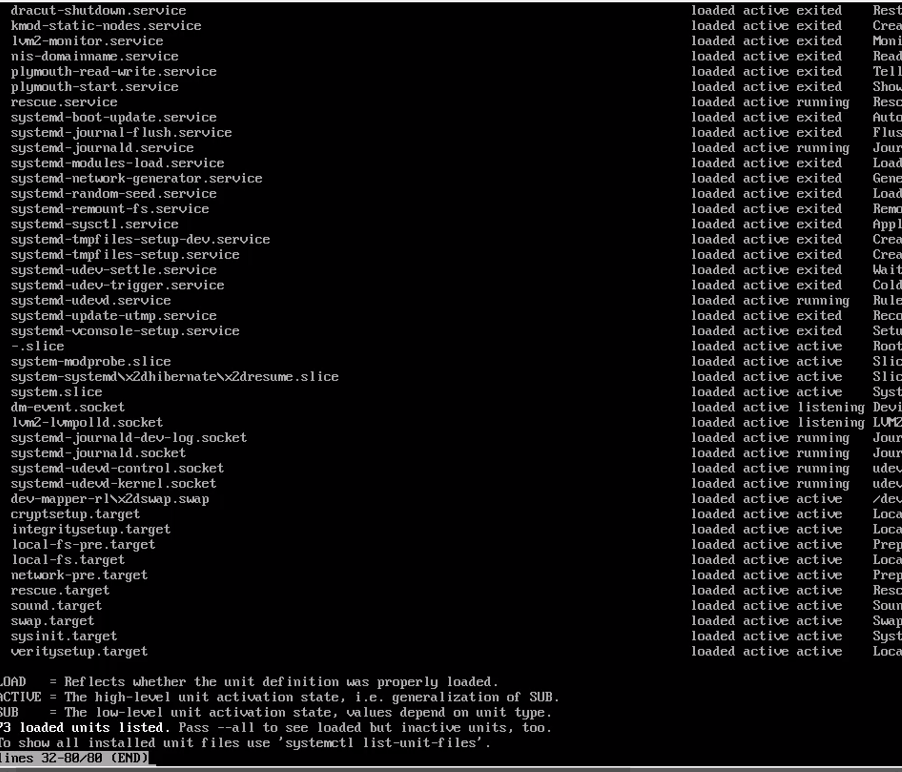 dracut-shutdown.service loaded active exited Rest
kmod-static-nodes.service loaded active exited Crea
lvm2-monitor.service loaded active exited Moni
nis-domainname.service loaded active exited Read
plymouth-read-write.service loaded active exited Tell
plymouth-start.service loaded active exited Show
rescue.service loaded active running Resc
systemd-boot-update.service loaded active exited Auto
systemd-journal-flush.service loaded active exited Flus
systemd-journald.service loaded active running Jour
systemd-modules-load.service loaded active exited Load
systemd-network-generator.service loaded active exited Gene
systemd-random-seed.service loaded active exited Load
systemd-remount-fs.service loaded active exited Remo
systemd-sysctl.service loaded active exited Appl
systemd-tmpfiles-setup-dev.service loaded active exited Crea
systemd-tmpfiles-setup.service loaded active exited Crea
systemd-udev-settle.service loaded active exited Wait
systemd-udev-trigger.service loaded active exited Cold
systemd-udevd.service loaded active running Rule
systemd-update-utmp.service loaded active exited Reco
systemd-vconsole-setup.service loaded active exited Setu
-.slice loaded active active Root
system-modprobe.slice loaded active active Slic
system-systemd\x2dhibernate\x2dresume.slice loaded active active Slic
system.slice loaded active active Syst
dm-event.socket loaded active listening Devi
lvm2-lvmpolld.socket loaded active listening LVM2
systemd-journald-dev-log.socket loaded active running Jour
systemd-journald.socket loaded active running Jour
systemd-udevd-control.socket loaded active running udev
systemd-udevd-kernel.socket loaded active running udev
dev-mapper-rl\x2dswap.swap loaded active active /dev
cryptsetup.target loaded active active Loca
integritysetup.target loaded active active Loca
local-fs-pre.target loaded active active Prep
local-fs.target loaded active active Loca
network-pre.target loaded active active Prep
rescue.target loaded active active Resc
sound.target loaded active active Soun
swap.target loaded active active Swap
sysinit.target loaded active active Syst
veritysetup.target loaded active active Loca
LOAD = Reflects whether the unit definition was properly loaded.
ACTIVE = The high-level unit activation state, i.e. generalization of SUB.
SUB = The low-level unit activation state, values depend on unit type.
73 loaded units listed. Pass --all to see loaded but inactive units, too.
To show all installed unit files use 'systemctl list-unit-files'.
lines 32-80/80 (END)